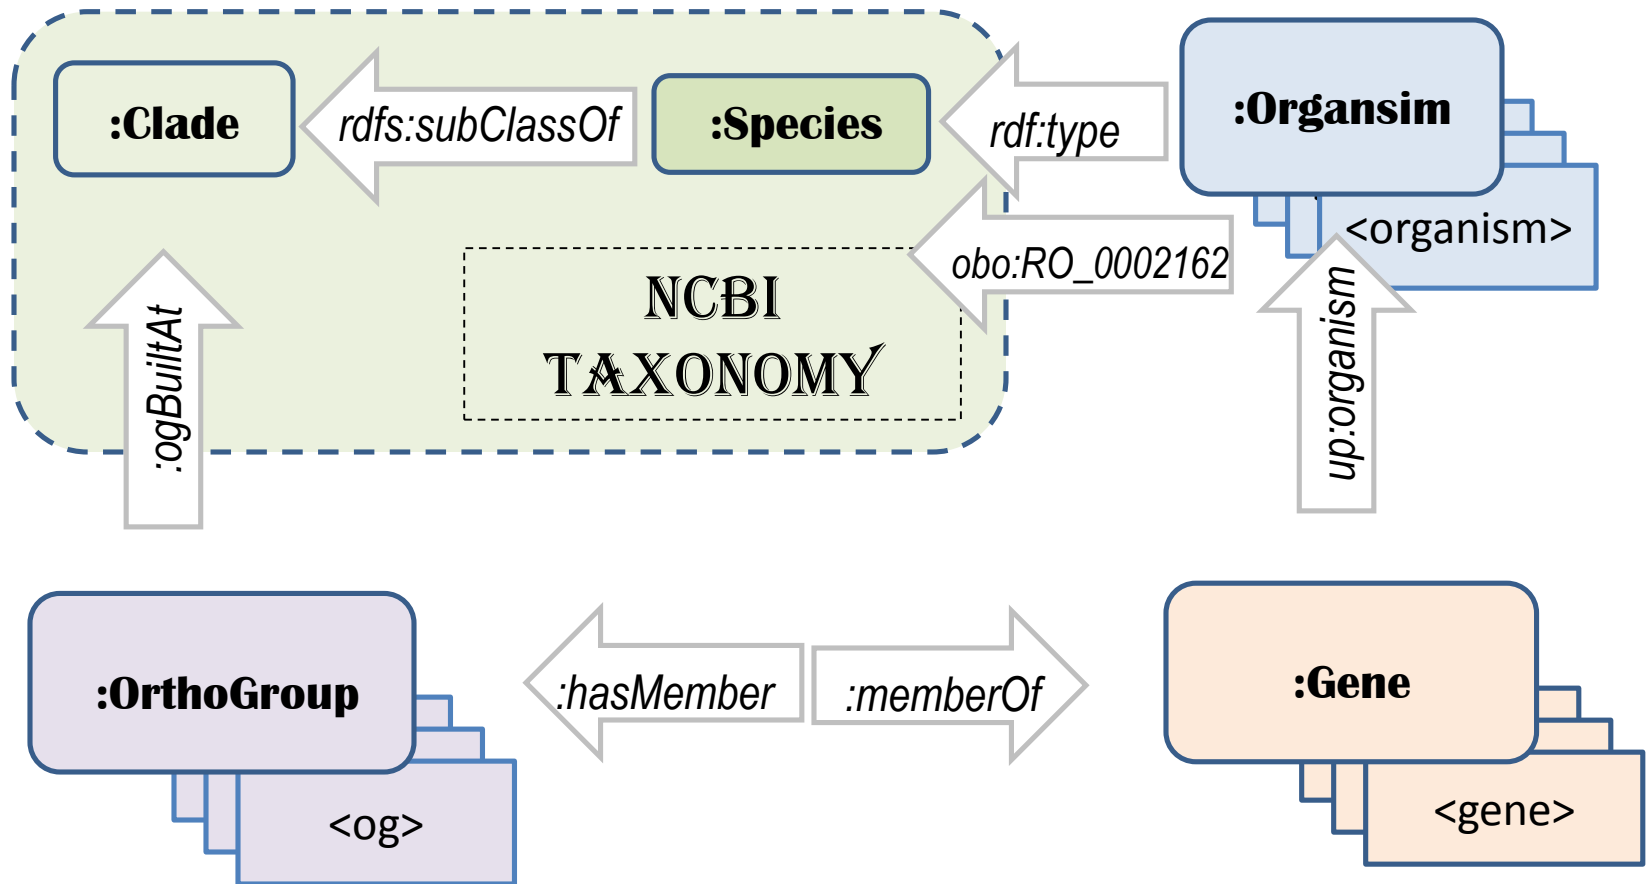 :Clade
rdfs:subClassOf
:Species
rdf:type
:Organsim
<organism>
obo:RO_0002162
NCBI
TAXONOMY
:ogBuiltAt
up:organism
:OrthoGroup
<og>
:hasMember
:memberOf
:Gene
<gene>